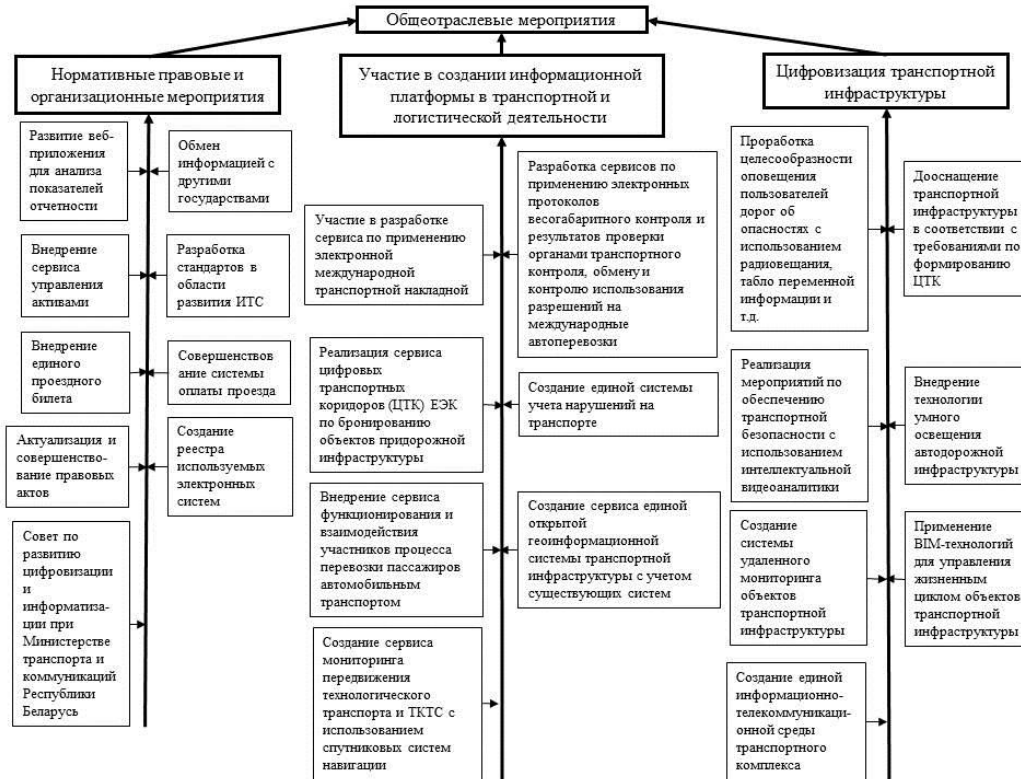 Общеотраслевые мероприятия
Нормативные правовые и
организационные мероприятия
Развитие веб-
приложения
для анализа
показателей
отчетности
Обмен
информацией с
другими
государствами
Внедрение
сервиса
управления
активами
Разработка
стандартов в
области
развития ИТС
Внедрение
единого
проездного
билета
Совершенствов
ание системы
оплаты проезда
Актуализация и
совершенство-
вание правовых
актов
Создание
реестра
используемых
электронных
систем
Совет по
развитию
цифровизации
и
информатиза-
ции при
Министерстве
транспорта и
коммуникаций
Республики
Беларусь
Участие в создании информационной
платформы в транспортной и
логистической деятельности
Участие в разработке
сервиса по применению
электронной
международной
транспортной накладной
Разработка сервисов по
применению электронных
протоколов
весогабаритного контроля и
результатов проверки
органами транспортного
контроля, обмену и
контролю использования
разрешений на
международные
автоперевозки
Реализация сервиса
цифровых
транспортных
коридоров (ЦТК) ЕЭК
по бронированию
объектов придорожной
инфраструктуры
Создание единой системы
учета нарушений на
транспорте
Внедрение сервиса
функционирования и
взаимодействия
участников процесса
перевозки пассажиров
автомобильным
транспортом
Создание сервиса единой
открытой
геоинформационной
системы транспортной
инфраструктуры с учетом
существующих систем
Создание сервиса
мониторинга
передвижения
технологического
транспорта и ТКТС с
использованием
спутниковых систем
навигации
Цифровизация транспортной
инфраструктуры
Проработка
целесообразности
оповещения
пользователей
дорог об
опасностях с
использованием
радиовещания,
табло переменной
информации и
т.д.
Дооснащение
транспортной
инфраструктуры
в соответствии с
требованиями по
формированию
ЦТК
Реализация
мероприятий по
обеспечению
транспортной
безопасности с
использованием
интеллектуальной
видеоаналитики
Внедрение
технологии
умного
освещения
автодорожной
инфраструктуры
Создание
системы
удаленного
мониторинга
объектов
транспортной
инфраструктуры
Применение
BIM-технологий
для управления
жизненным
циклом объектов
транспортной
инфраструктуры
Создание единой
информационно-
телекоммуникаци-
онной среды
транспортного
комплекса